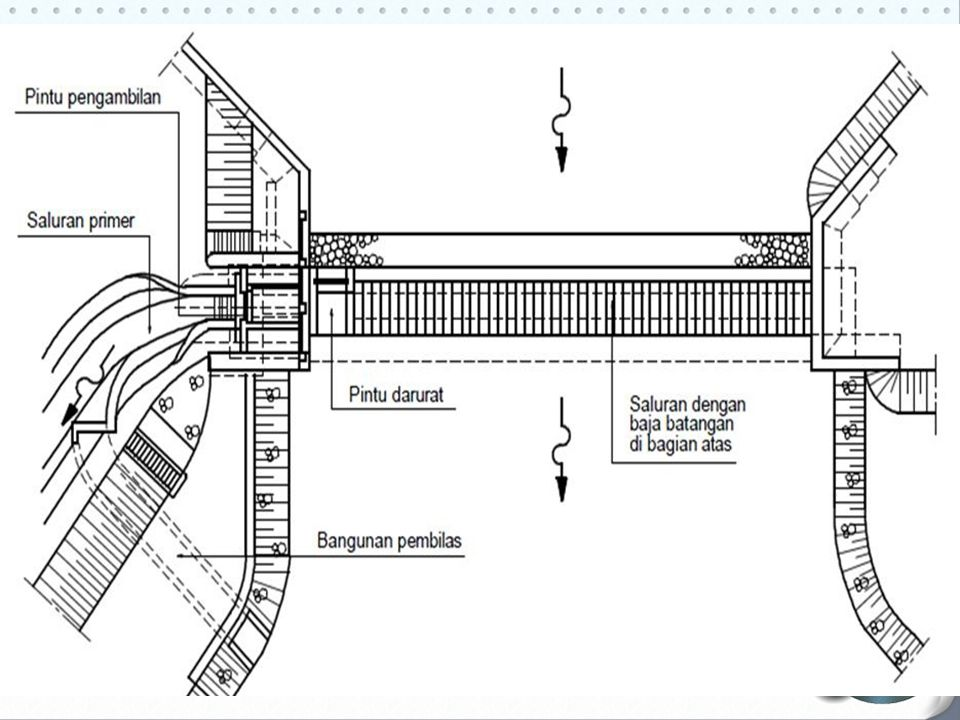 Pintu pengambilan
Saluran primer
Pintu darurat
Saluran dengan
baja batangan
di bagian atas
Bangunan pembilas